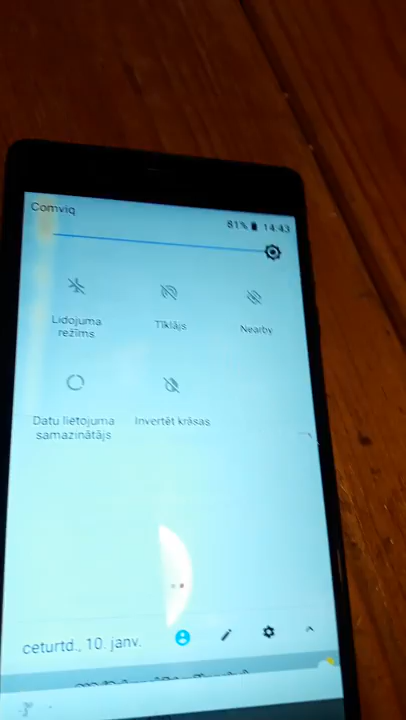 Comviq
81% 14:43
Lidojuma
režīms
Tīklājs
Nearby
Datu lietojuma
samazinātājs
Invertēt krāsas
ceturtd., 10. janv.